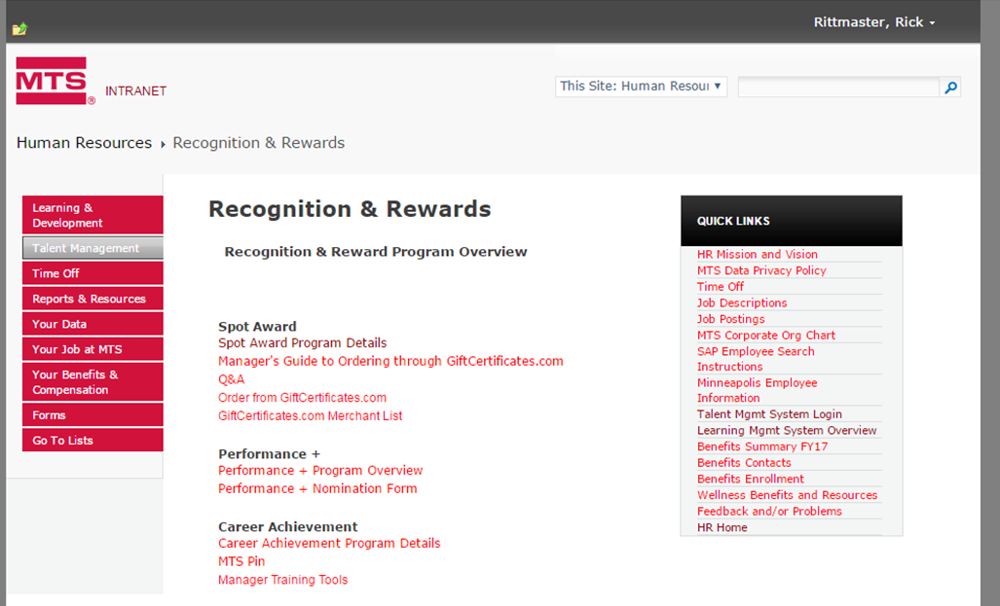 Rittmaster, Rick
MTS® INTRANET
This Site: Human Resour
Human Resources Recognition & Rewards
Learning &
Development
Talent Management
Time Off
Reports & Resources
Your Data
Your Job at MTS
Your Benefits &
Compensation
Forms
Go To Lists
Recognition & Rewards
Recognition & Reward Program Overview
Spot Award
Spot Award Program Details
Manager's Guide to Ordering through GiftCertificates.com
Q&A
Order from GiftCertificates.com
GiftCertificates.com Merchant List
Performance +
Performance + Program Overview
Performance + Nomination Form
Career Achievement
Career Achievement Program Details
MTS Pin
Manager Training Tools
QUICK LINKS
HR Mission and Vision
MTS Data Privacy Policy
Time Off
Job Descriptions
Job Postings
MTS Corporate Org Chart
SAP Employee Search
Instructions
Minneapolis Employee
Information
Talent Mgmt System Login
Learning Mgmt System Overview
Benefits Summary FY17
Benefits Contacts
Benefits Enrollment
Wellness Benefits and Resources
Feedback and/or Problems
HR Home